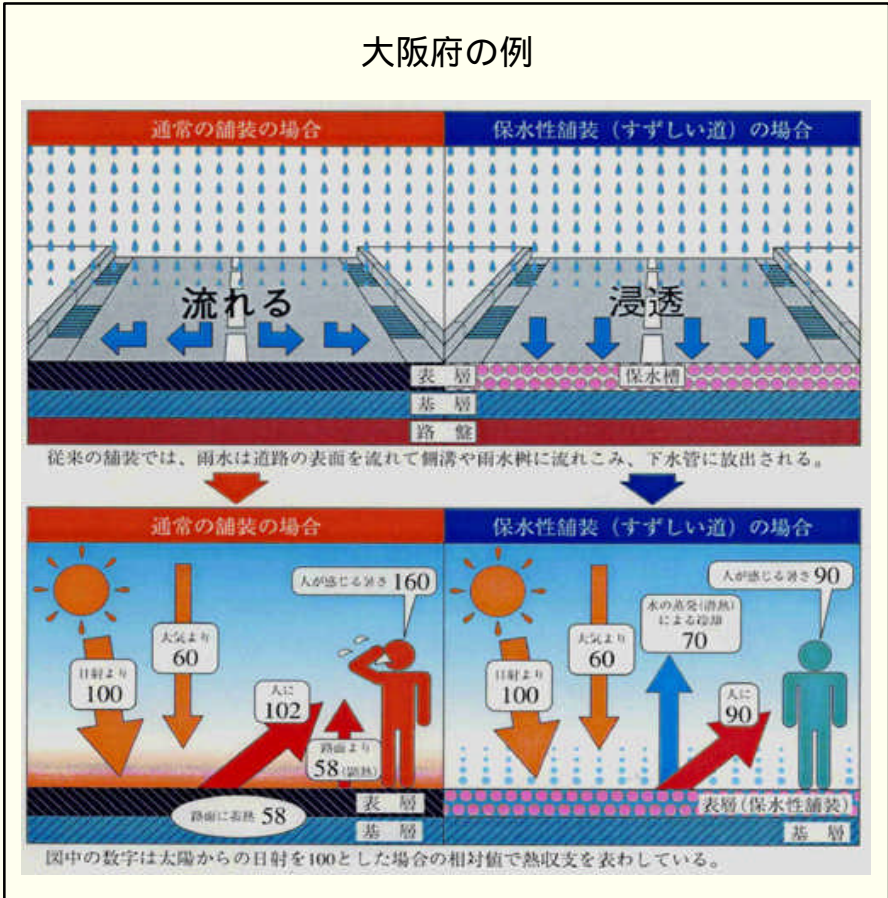 大阪府の例
通常の舗装の場合
保水性舗装（すずしい道）の場合
流れる
浸透
表 層
保水槽
基 層
路 盤
従来の舗装では、雨水は道路の表面を流れて側溝や雨水桝に流れこみ、下水管に放出される。
通常の舗装の場合
保水性舗装（すずしい道）の場合
人が感じる暑さ 160
大気より
60
日射より
100
人に
102
路面より
58(顕熱)
路面に蓄熱 58
表 層
基 層
人が感じる暑さ 90
水の蒸発(潜熱)
による冷却
70
大気より
60
日射より
100
人に
90
表層(保水性舗装)
基 層
図中の数字は太陽からの日射を100とした場合の相対値で熱収支を表わしている。